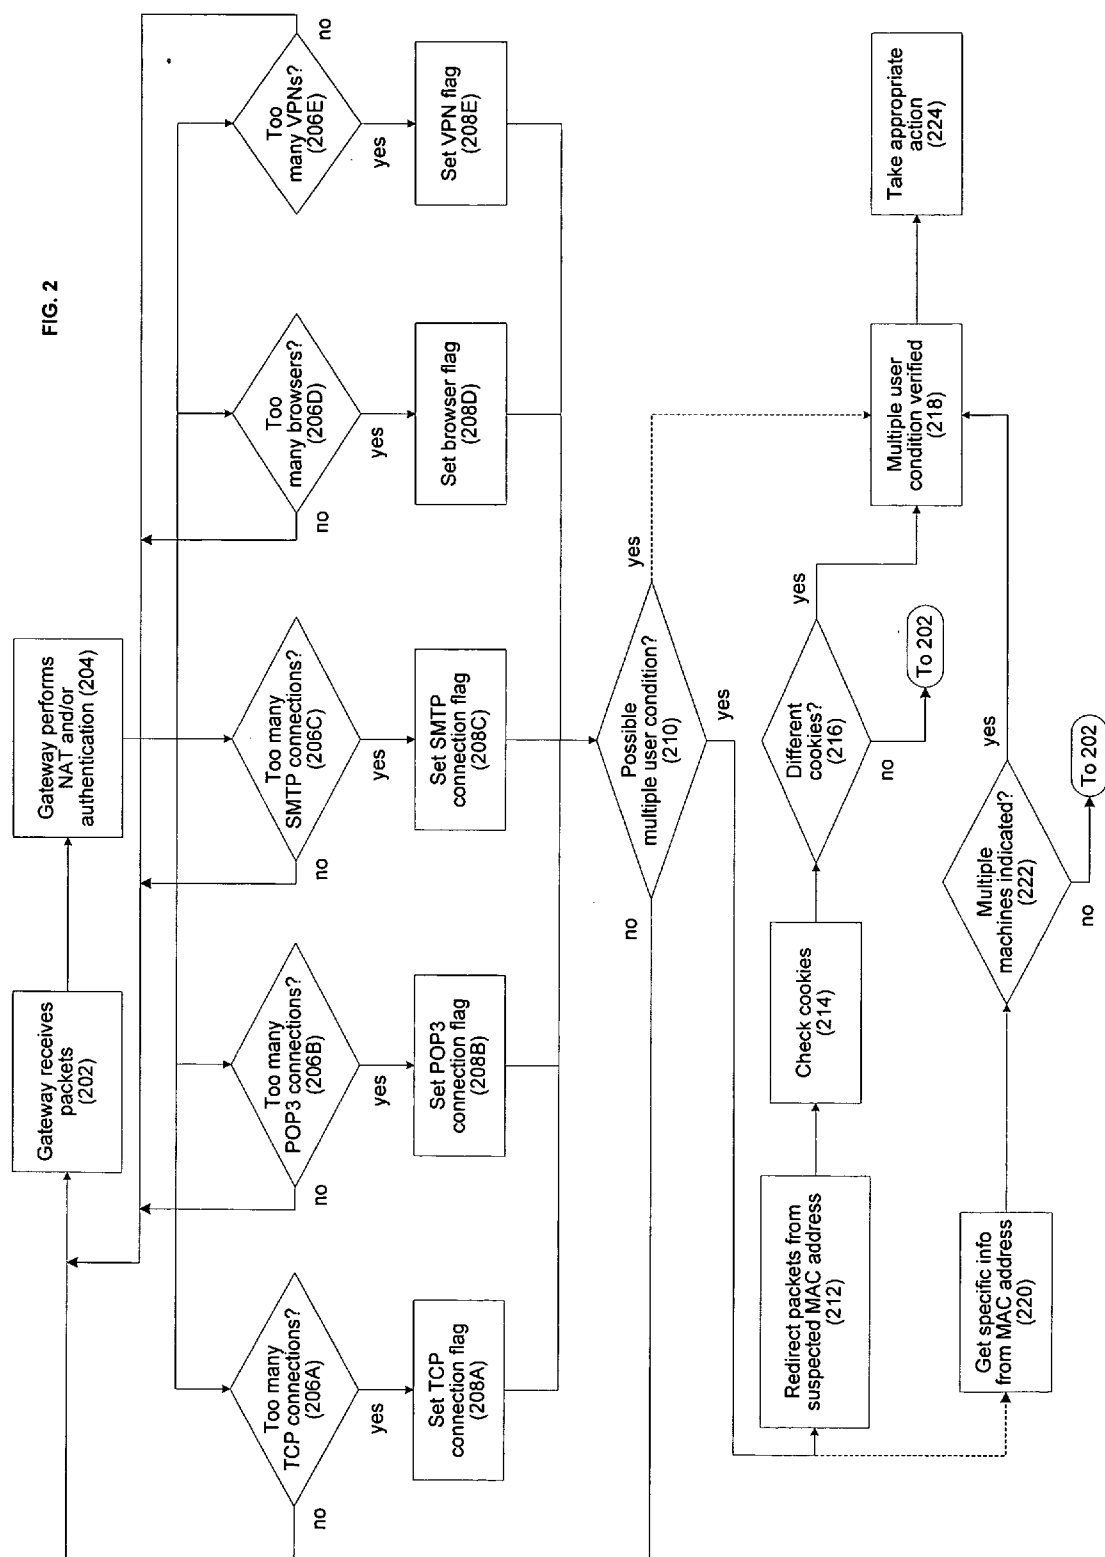 FIG. 2
Gateway receives
packets
(202)
Gateway performs
NAT and/or
authentication (204)
Too many
TCP connections?
(206A)
no
yes
Set TCP
connection flag
(208A)
Too many
POP3 connections?
(206B)
no
yes
Set POP3
connection flag
(208B)
Too many
SMTP connections?
(206C)
no
yes
Set SMTP
connection flag
(208C)
Too
many browsers?
(206D)
no
yes
Set browser flag
(208D)
Too
many VPNs?
(206E)
no
yes
Set VPN flag
(208E)
Possible
multiple user condition?
(210)
no
yes
yes
Redirect packets from
suspected MAC address
(212)
Check cookies
(214)
Different
cookies?
(216)
yes
no
To 202
Multiple user
condition verified
(218)
Take appropriate
action
(224)
Get specific info
from MAC address
(220)
Multiple
machines indicated?
(222)
yes
no
To 202